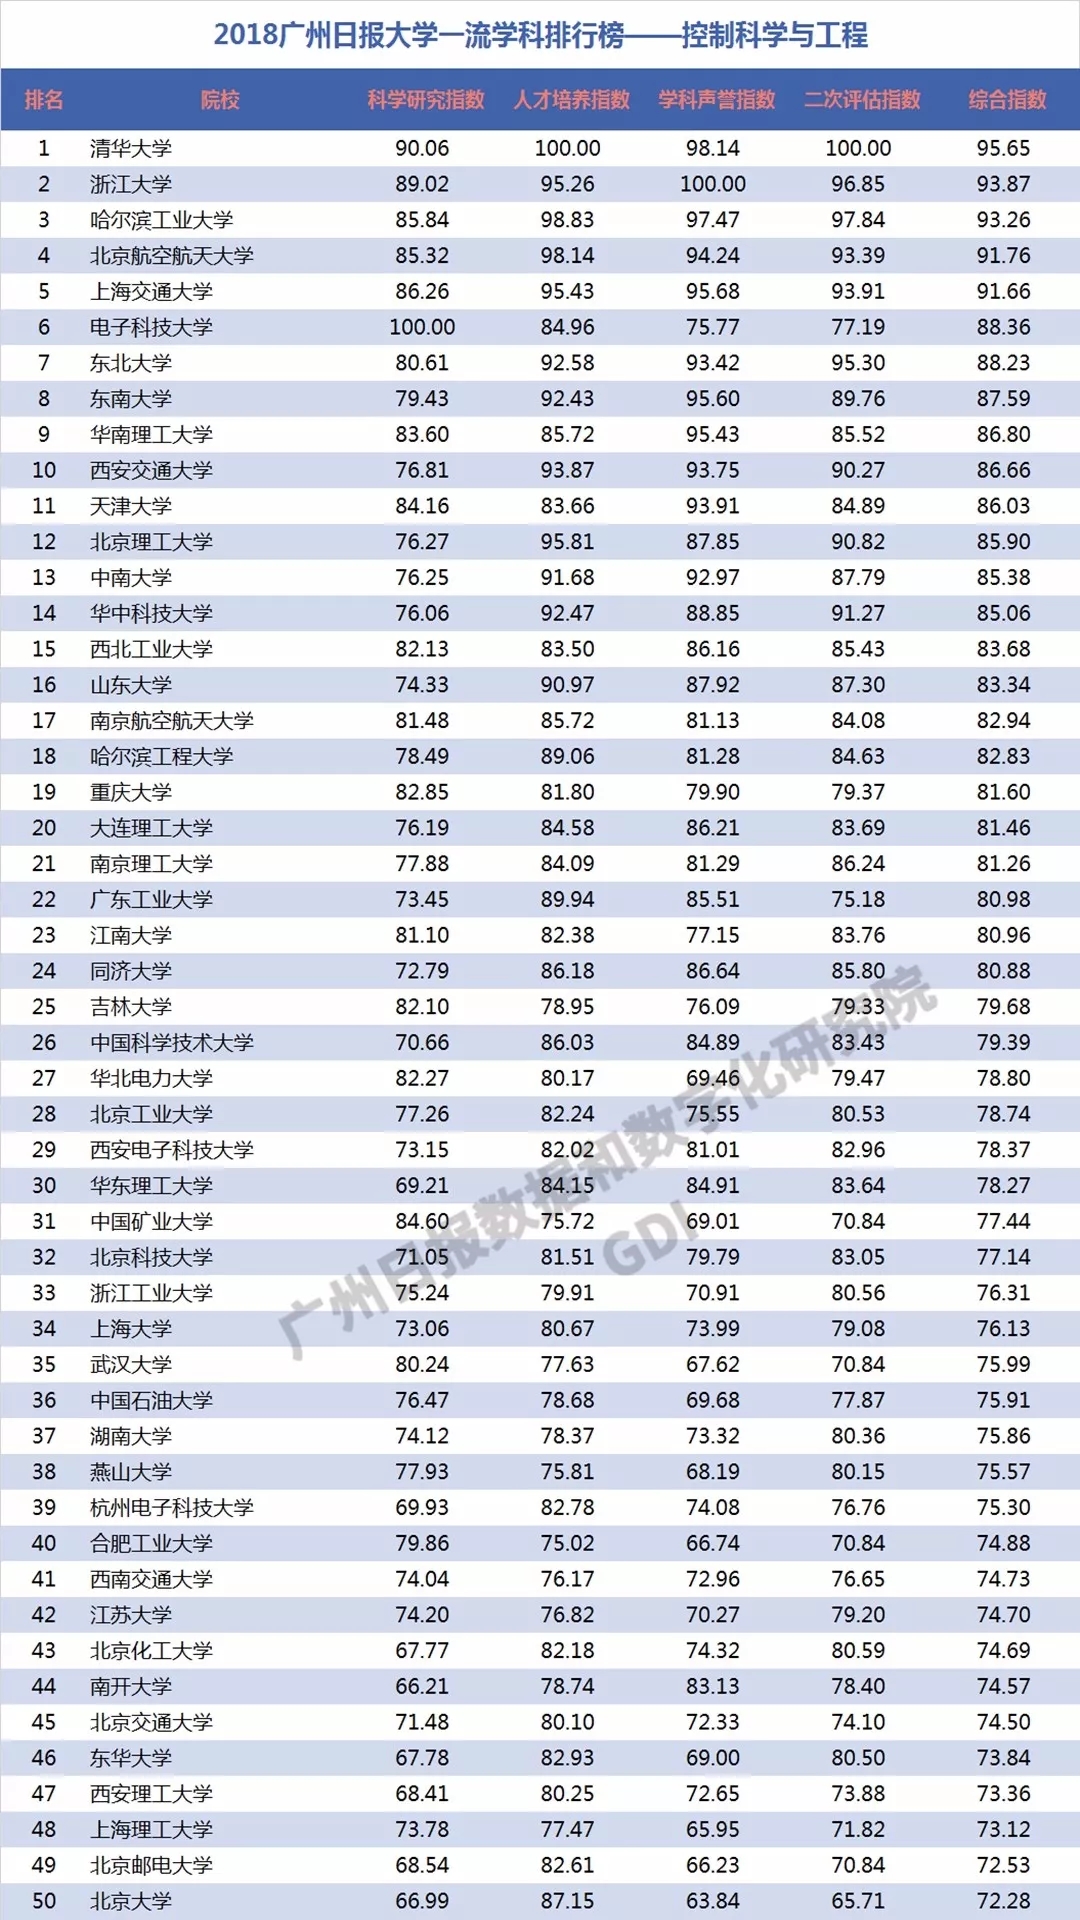 2018广州日报大学一流学科排行榜——控制科学与工程
排名 院校 科学研究指数 人才培养指数 学科声誉指数 二次评估指数 综合指数
1 清华大学 90.06 100.00 98.14 100.00 95.65
2 浙江大学 89.02 95.26 100.00 96.85 93.87
3 哈尔滨工业大学 85.84 98.83 97.47 97.84 93.26
4 北京航空航天大学 85.32 98.14 94.24 93.39 91.76
5 上海交通大学 86.26 95.43 95.68 93.91 91.66
6 电子科技大学 100.00 84.96 75.77 77.19 88.36
7 东北大学 80.61 92.58 93.42 95.30 88.23
8 东南大学 79.43 92.43 95.60 89.76 87.59
9 华南理工大学 83.60 85.72 95.43 85.52 86.80
10 西安交通大学 76.81 93.87 93.75 90.27 86.66
11 天津大学 84.16 83.66 93.91 84.89 86.03
12 北京理工大学 76.27 95.81 87.85 90.82 85.90
13 中南大学 76.25 91.68 92.97 87.79 85.38
14 华中科技大学 76.06 92.47 88.85 91.27 85.06
15 西北工业大学 82.13 83.50 86.16 85.43 83.68
16 山东大学 74.33 90.97 87.92 87.30 83.34
17 南京航空航天大学 81.48 85.72 81.13 84.08 82.94
18 哈尔滨工程大学 78.49 89.06 81.28 84.63 82.83
19 重庆大学 82.85 81.80 79.90 79.37 81.60
20 大连理工大学 76.19 84.58 86.21 83.69 81.46
21 南京理工大学 77.88 84.09 81.29 86.24 81.26
22 广东工业大学 73.45 89.94 85.51 75.18 80.98
23 江南大学 81.10 82.38 77.15 83.76 80.96
24 同济大学 72.79 86.18 86.64 85.80 80.88
25 吉林大学 82.10 78.95 76.09 79.33 79.68
26 中国科学技术大学 70.66 86.03 84.89 83.43 79.39
27 华北电力大学 82.27 80.17 69.46 79.47 78.80
28 北京工业大学 77.26 82.24 75.55 80.53 78.74
29 西安电子科技大学 73.15 82.02 81.01 82.96 78.37
30 华东理工大学 69.21 84.15 84.91 83.64 78.27
31 中国矿业大学 84.60 75.72 69.01 70.84 77.44
32 北京科技大学 71.05 81.51 79.79 83.05 77.14
33 浙江工业大学 75.24 79.91 70.91 80.56 76.31
34 上海大学 73.06 80.67 73.99 79.08 76.13
35 武汉大学 80.24 77.63 67.62 70.84 75.99
36 中国石油大学 76.47 78.68 69.68 77.87 75.91
37 湖南大学 74.12 78.37 73.32 80.36 75.86
38 燕山大学 77.93 75.81 68.19 80.15 75.57
39 杭州电子科技大学 69.93 82.78 74.08 76.76 75.30
40 合肥工业大学 79.86 75.02 66.74 70.84 74.88
41 西南交通大学 74.04 76.17 72.96 76.65 74.73
42 江苏大学 74.20 76.82 70.27 79.20 74.70
43 北京化工大学 67.77 82.18 74.32 80.59 74.69
44 南开大学 66.21 78.74 83.13 78.40 74.57
45 北京交通大学 71.48 80.10 72.33 74.10 74.50
46 东华大学 67.78 82.93 69.00 80.50 73.84
47 西安理工大学 68.41 80.25 72.65 73.88 73.36
48 上海理工大学 73.78 77.47 65.95 71.82 73.12
49 北京邮电大学 68.54 82.61 66.23 70.84 72.53
50 北京大学 66.99 87.15 63.84 65.71 72.28
广州日报数据和数字化研究院
GDI